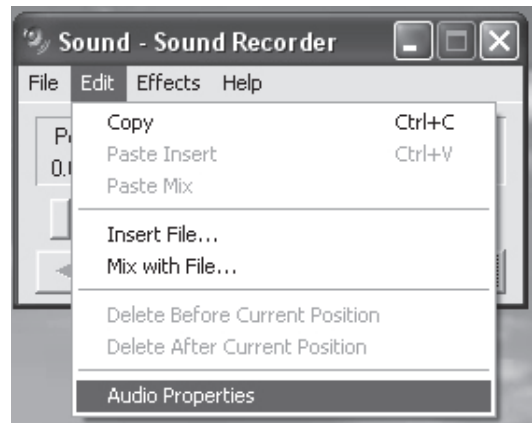 Sound - Sound Recorder
File Edit Effects Help
Copy Ctrl+C
Paste Insert Ctrl+V
Paste Mix
Insert File...
Mix with File...
Delete Before Current Position
Delete After Current Position
Audio Properties